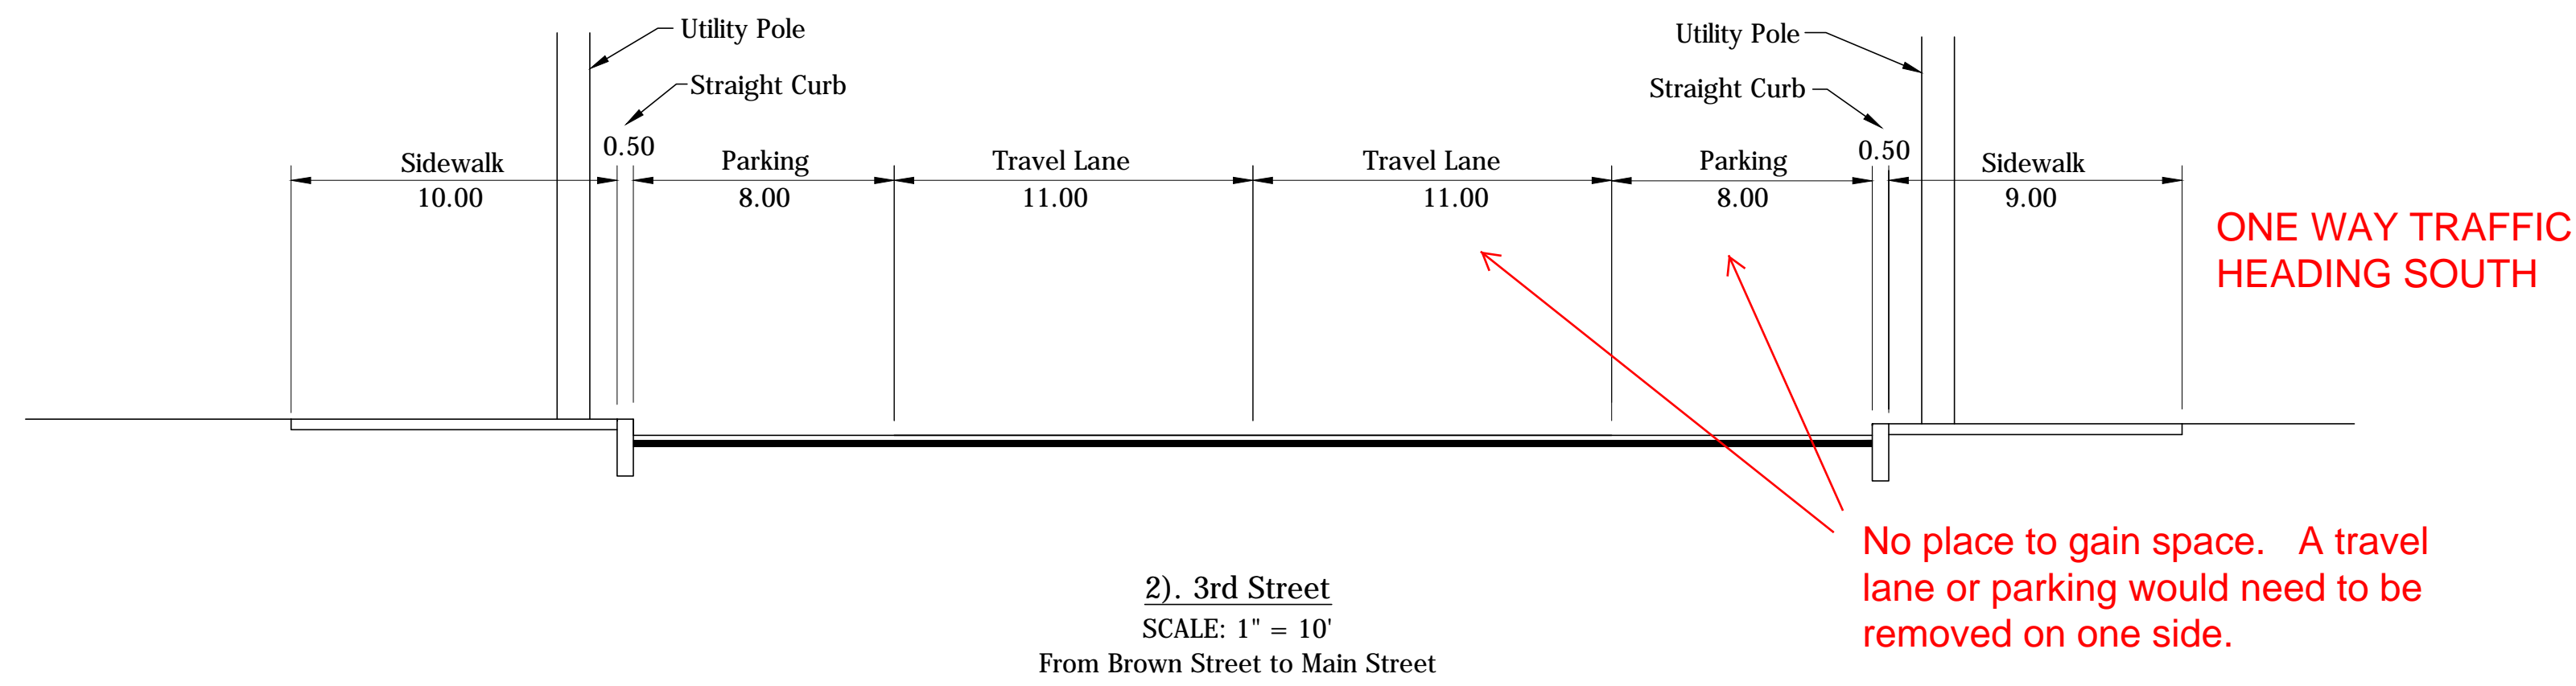 Utility Pole
Utility Pole
Straight Curb
Straight Curb
0.50
0.50
Sidewalk
Parking
Travel Lane
Travel Lane
Parking
Sidewalk
10.00
8.00
11.00
11.00
8.00
9.00
ONE WAY TRAFFIC
HEADING SOUTH
No place to gain space. A travel
lane or parking would need to be
removed on one side.
2). 3rd Street
SCALE: 1" = 10'
From Brown Street to Main Street